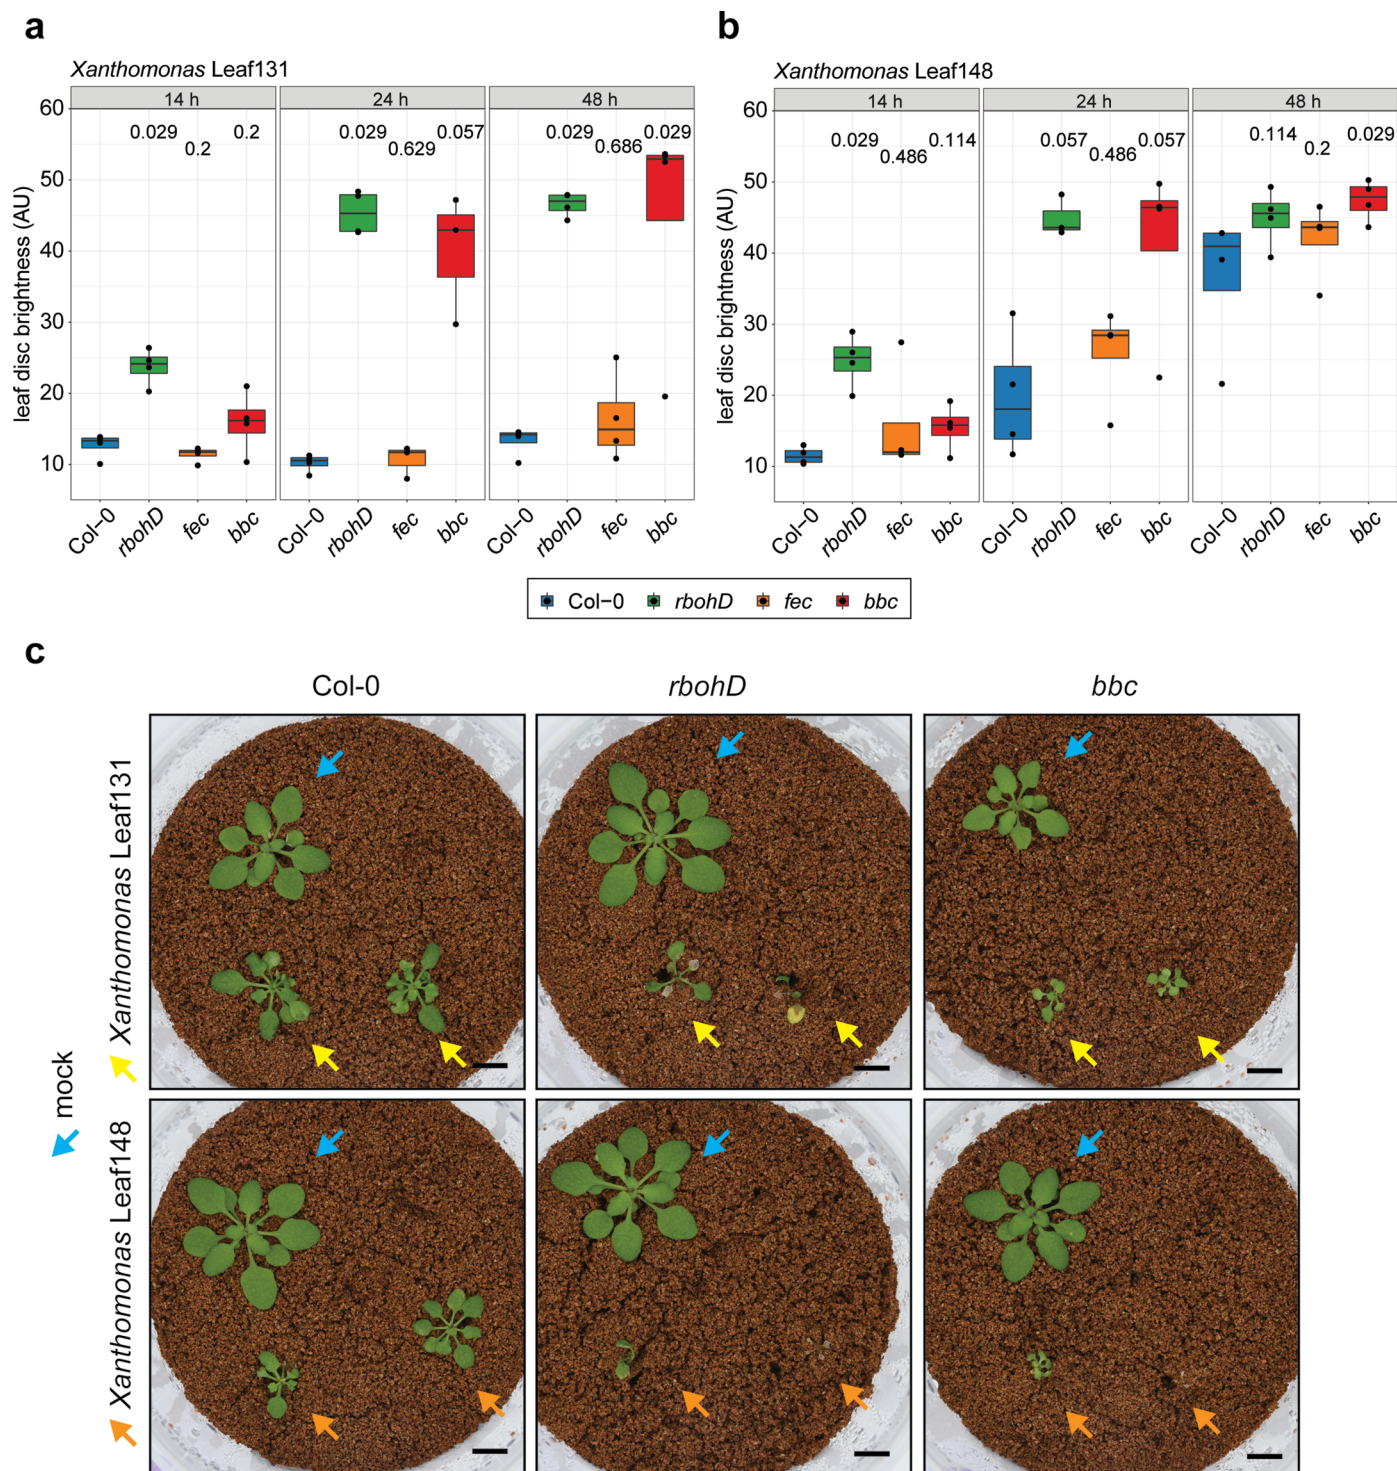 a
Xanthomonas Leaf131
14 h
24 h
48 h
60
50
40
30
20
10
leaf disc brightness (AU)
0.029
0.2
0.2
0.029
0.629
0.057
0.029
0.686
0.029
Col–0
rbohD
fec
bbc
Col–0
rbohD
fec
bbc
Col–0
rbohD
fec
bbc
b
Xanthomonas Leaf148
14 h
24 h
48 h
60
50
40
30
20
10
leaf disc brightness (AU)
0.029
0.486
0.114
0.057
0.486
0.057
0.114
0.2
0.029
Col–0
rbohD
fec
bbc
Col–0
rbohD
fec
bbc
Col–0
rbohD
fec
bbc
Col–0 rbohD fec bbc
c
Col-0
rbohD
bbc
Xanthomonas Leaf131
mock
Xanthomonas Leaf148